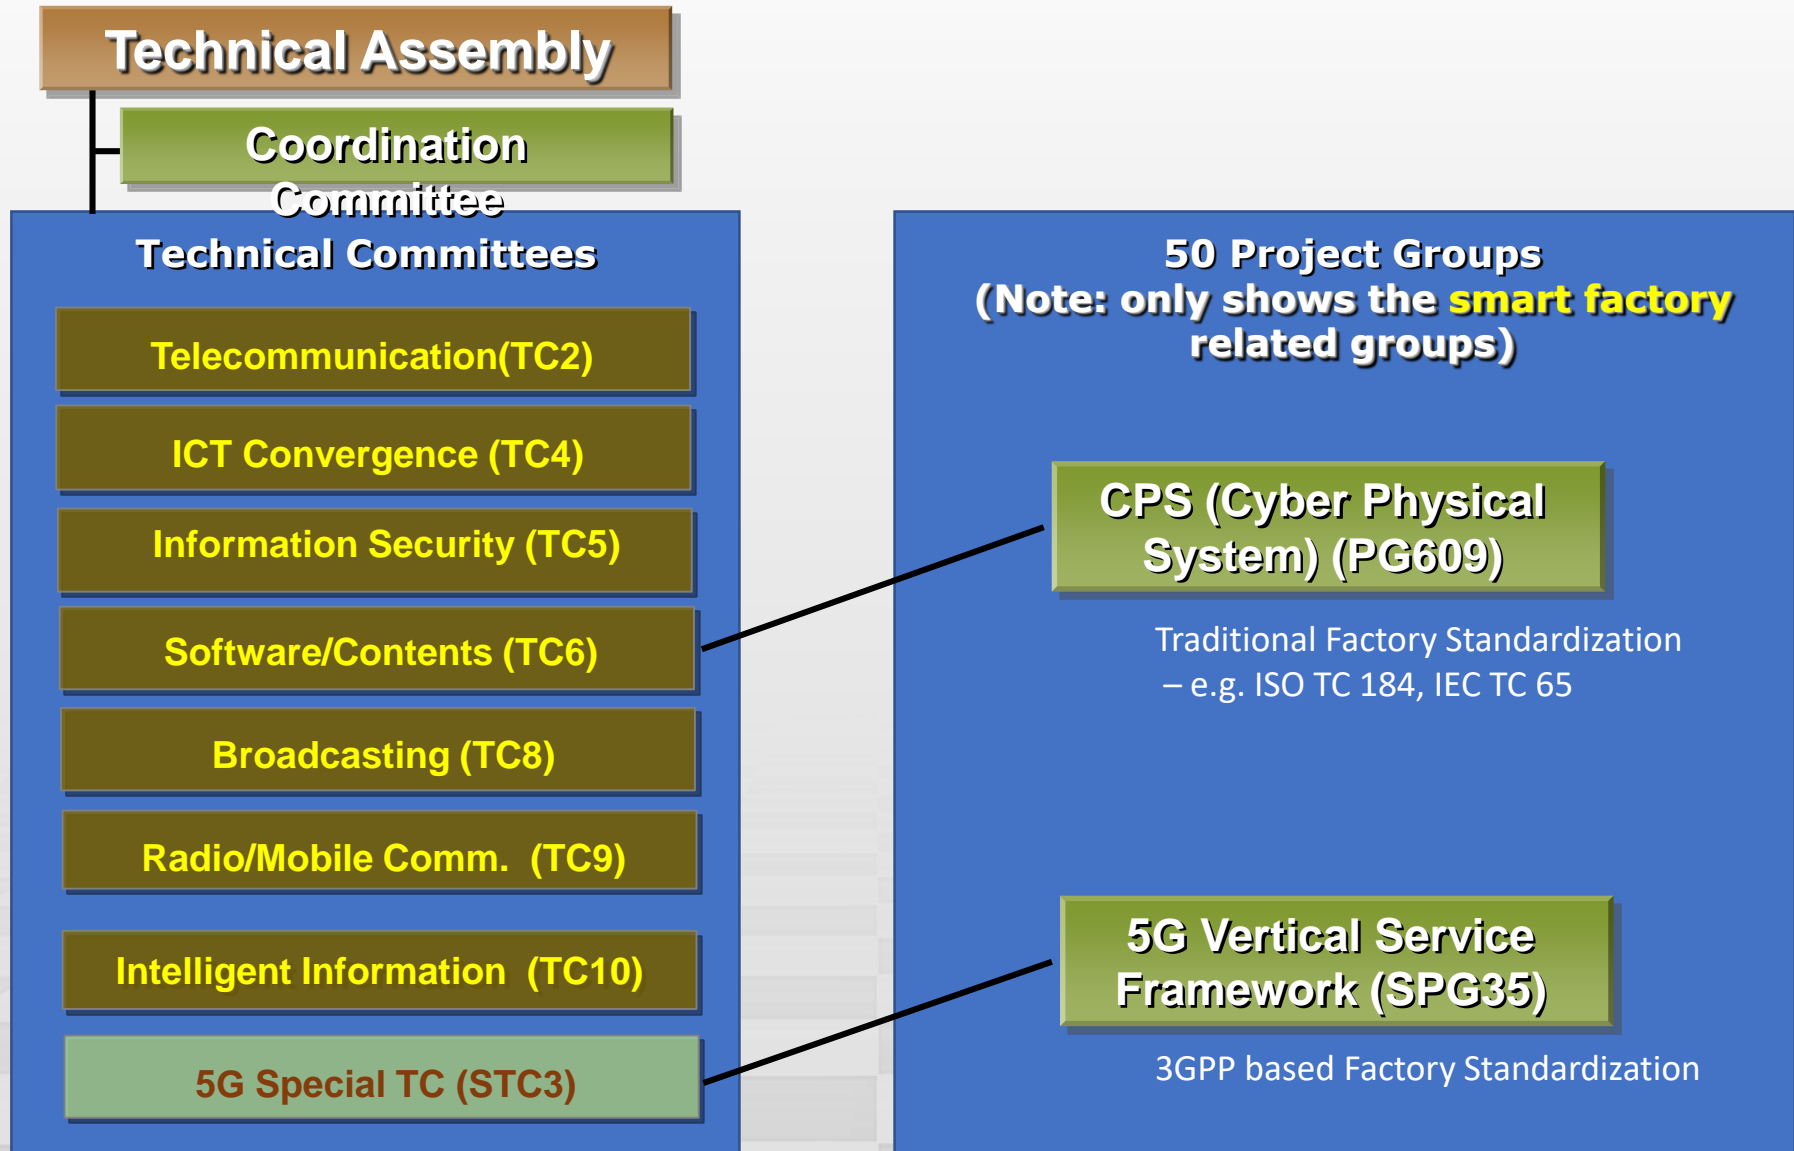 Technical Assembly
Coordination
Committee
Technical Committees
Telecommunication(TC2)
ICT Convergence (TC4)
Information Security (TC5)
Software/Contents (TC6)
Broadcasting (TC8)
Radio/Mobile Comm. (TC9)
Intelligent Information (TC10)
5G Special TC (STC3)
50 Project Groups
(Note: only shows the smart factory
related groups)
CPS (Cyber Physical
System) (PG609)
Traditional Factory Standardization
– e.g. ISO TC 184, IEC TC 65
5G Vertical Service
Framework (SPG35)
3GPP based Factory Standardization